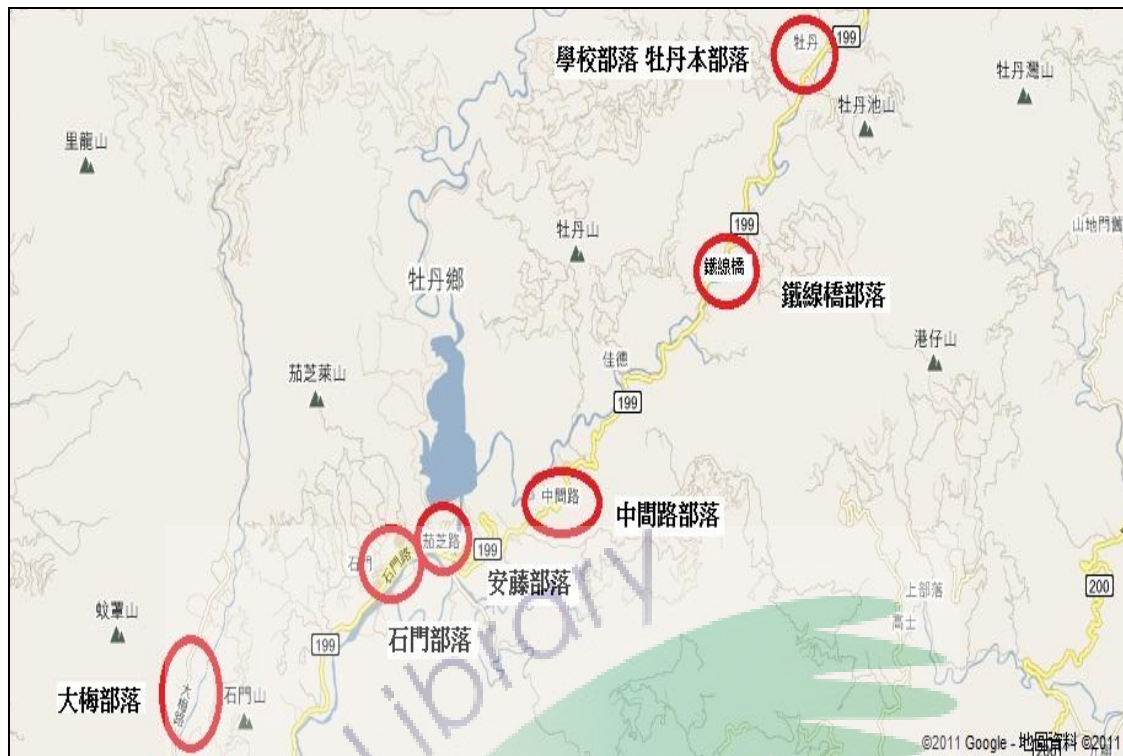 牡丹
199
學校部落 牡丹本部落
牡丹灣山
牡丹池山
里龍山
199
山地門舊
牡丹山
鐵線橋
牡丹鄉
鐵線橋部落
港仔山
佳德
茄芝萊山
199
中間路
中間路部落
茄芝路
199
石門
石門路
安藤部落
上部落
200
高士
蚊罩山
石門部落
199
大梅部落
大梅路
石門山
Library
©2011 Google - 地圖資料 ©2011